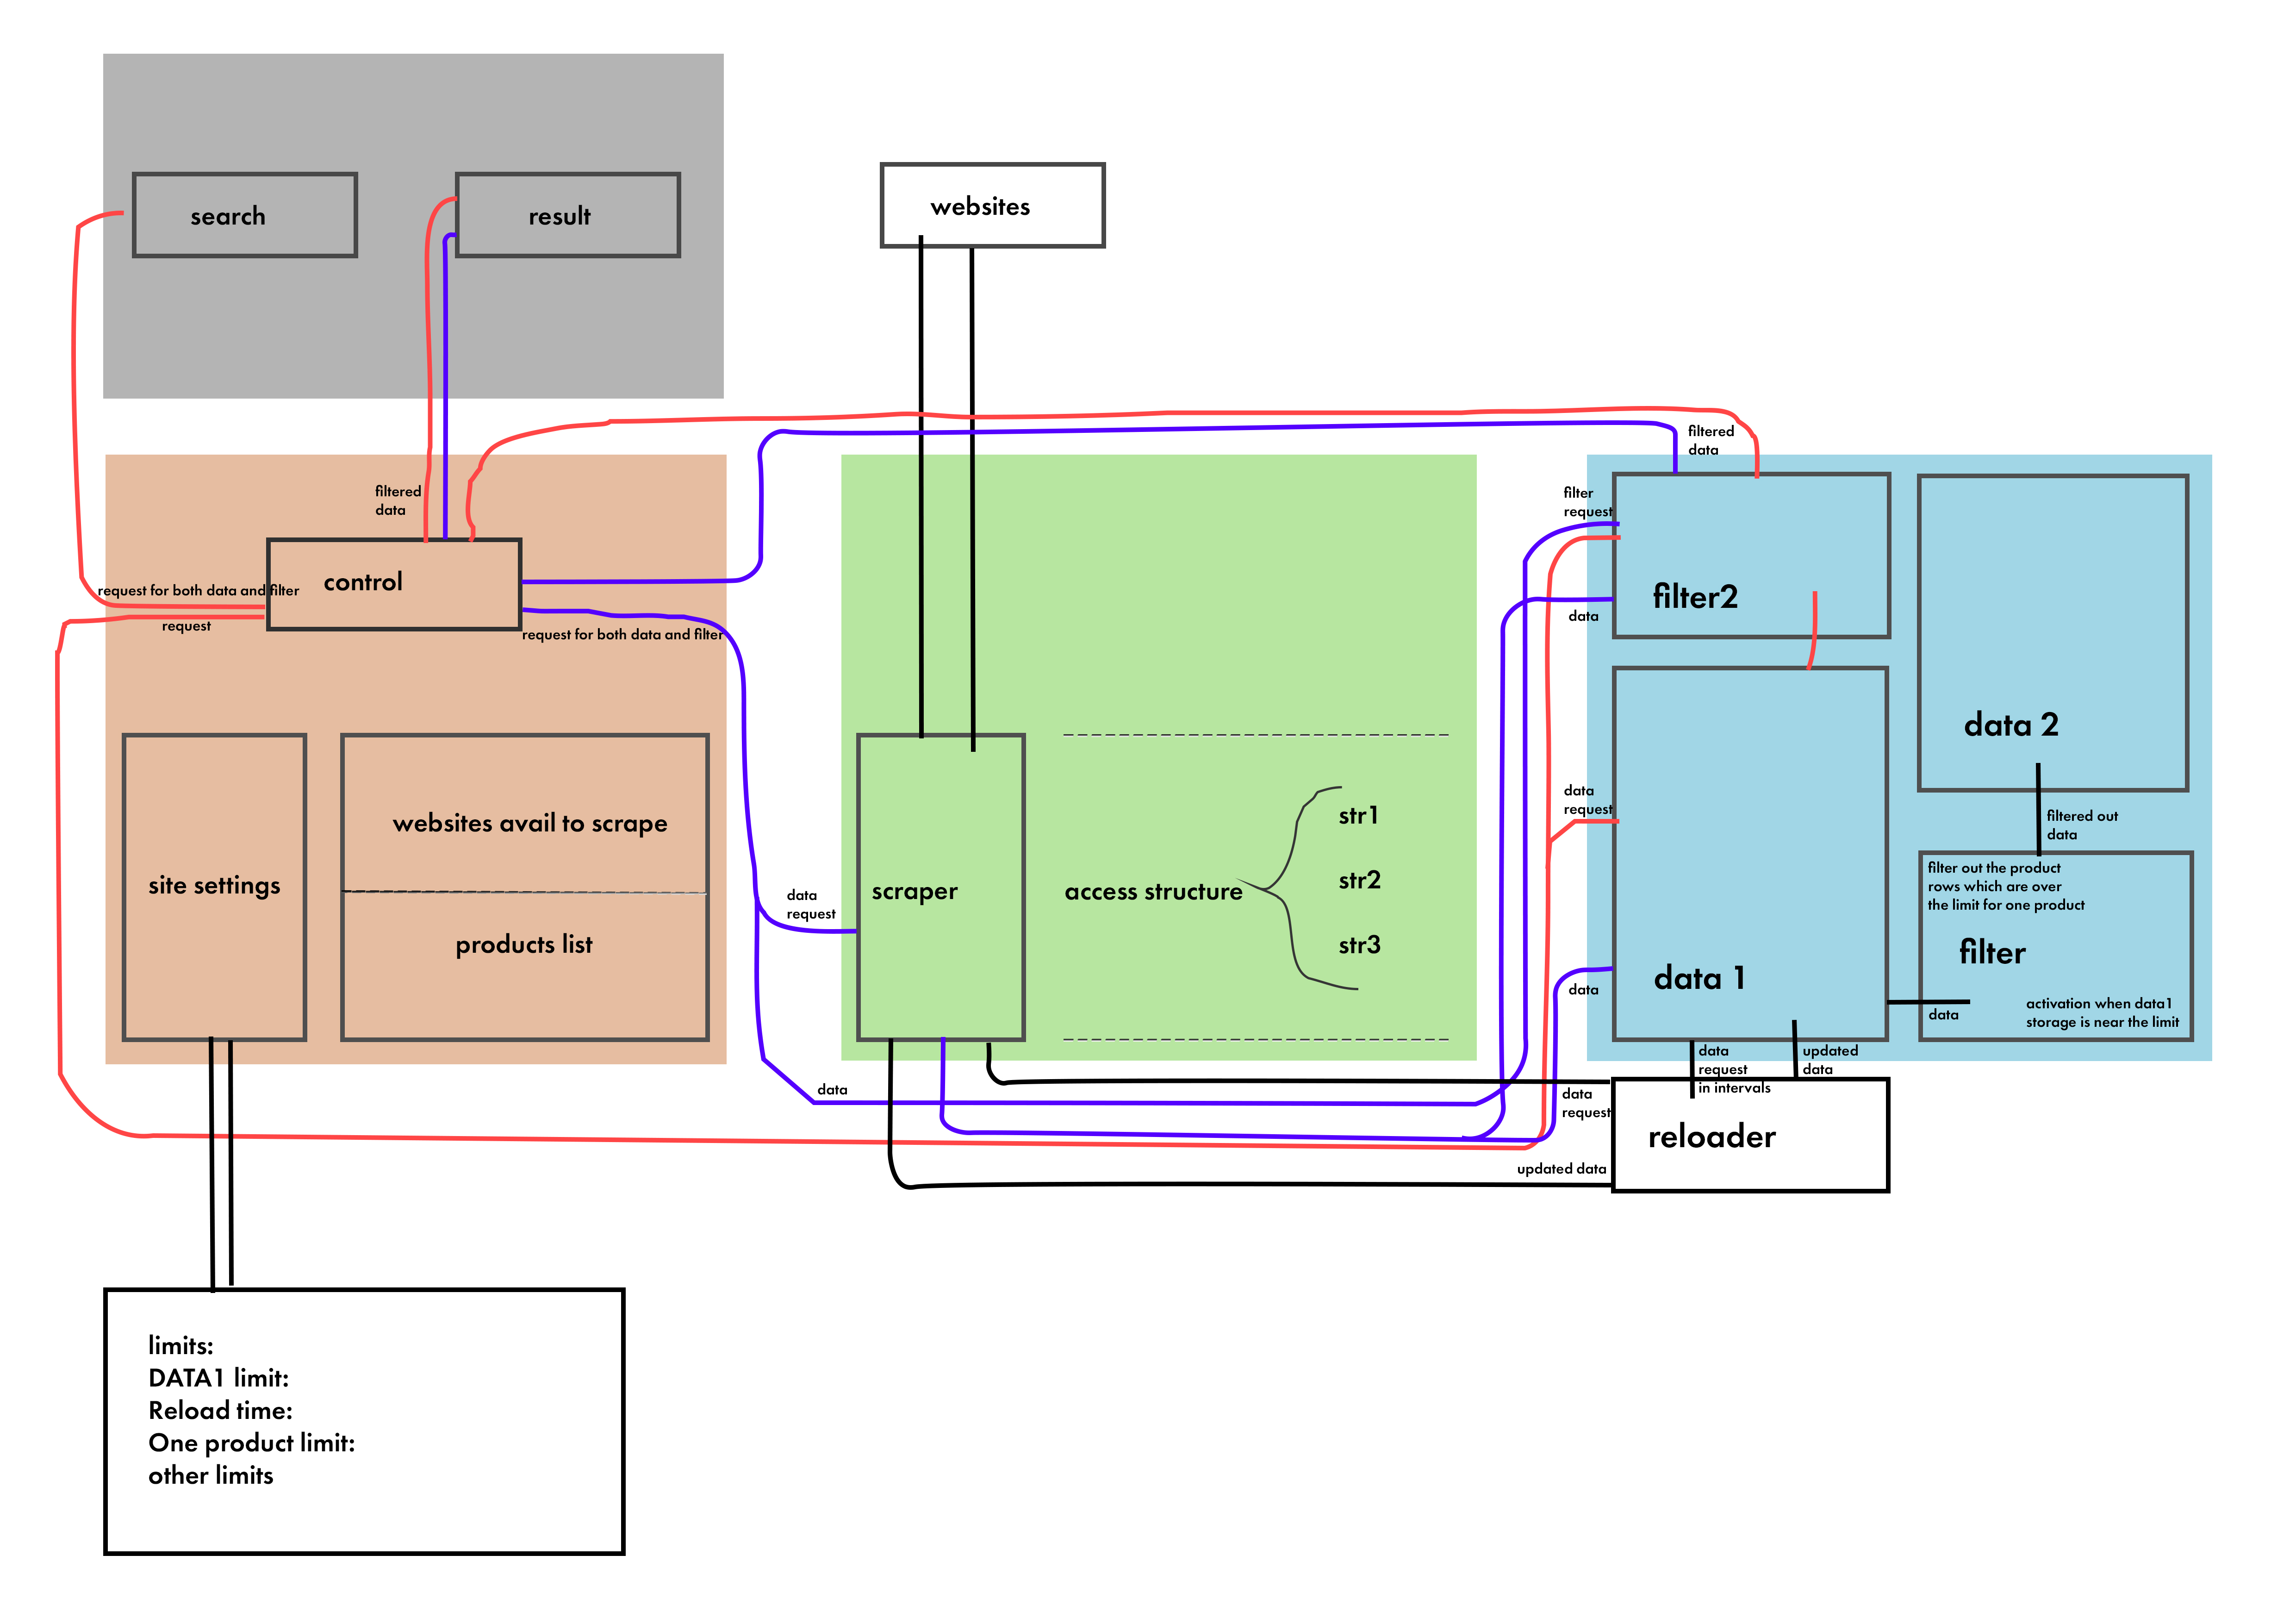 search
result
websites
filtered
data
filter
request
filtered
data
control
request for both data and filter
request
request for both data and filter
filter2
data
data 2
site settings
websites avail to scrape
products list
data
request
scraper
access structure
str1
str2
str3
data
request
data 1
data
filtered out
data
filter out the product
rows which are over
the limit for one product
filter
activation when data1
storage is near the limit
data
data
request
in intervals
updated
data
data
data
request
reloader
updated data
limits:
DATA1 limit:
Reload time:
One product limit:
other limits